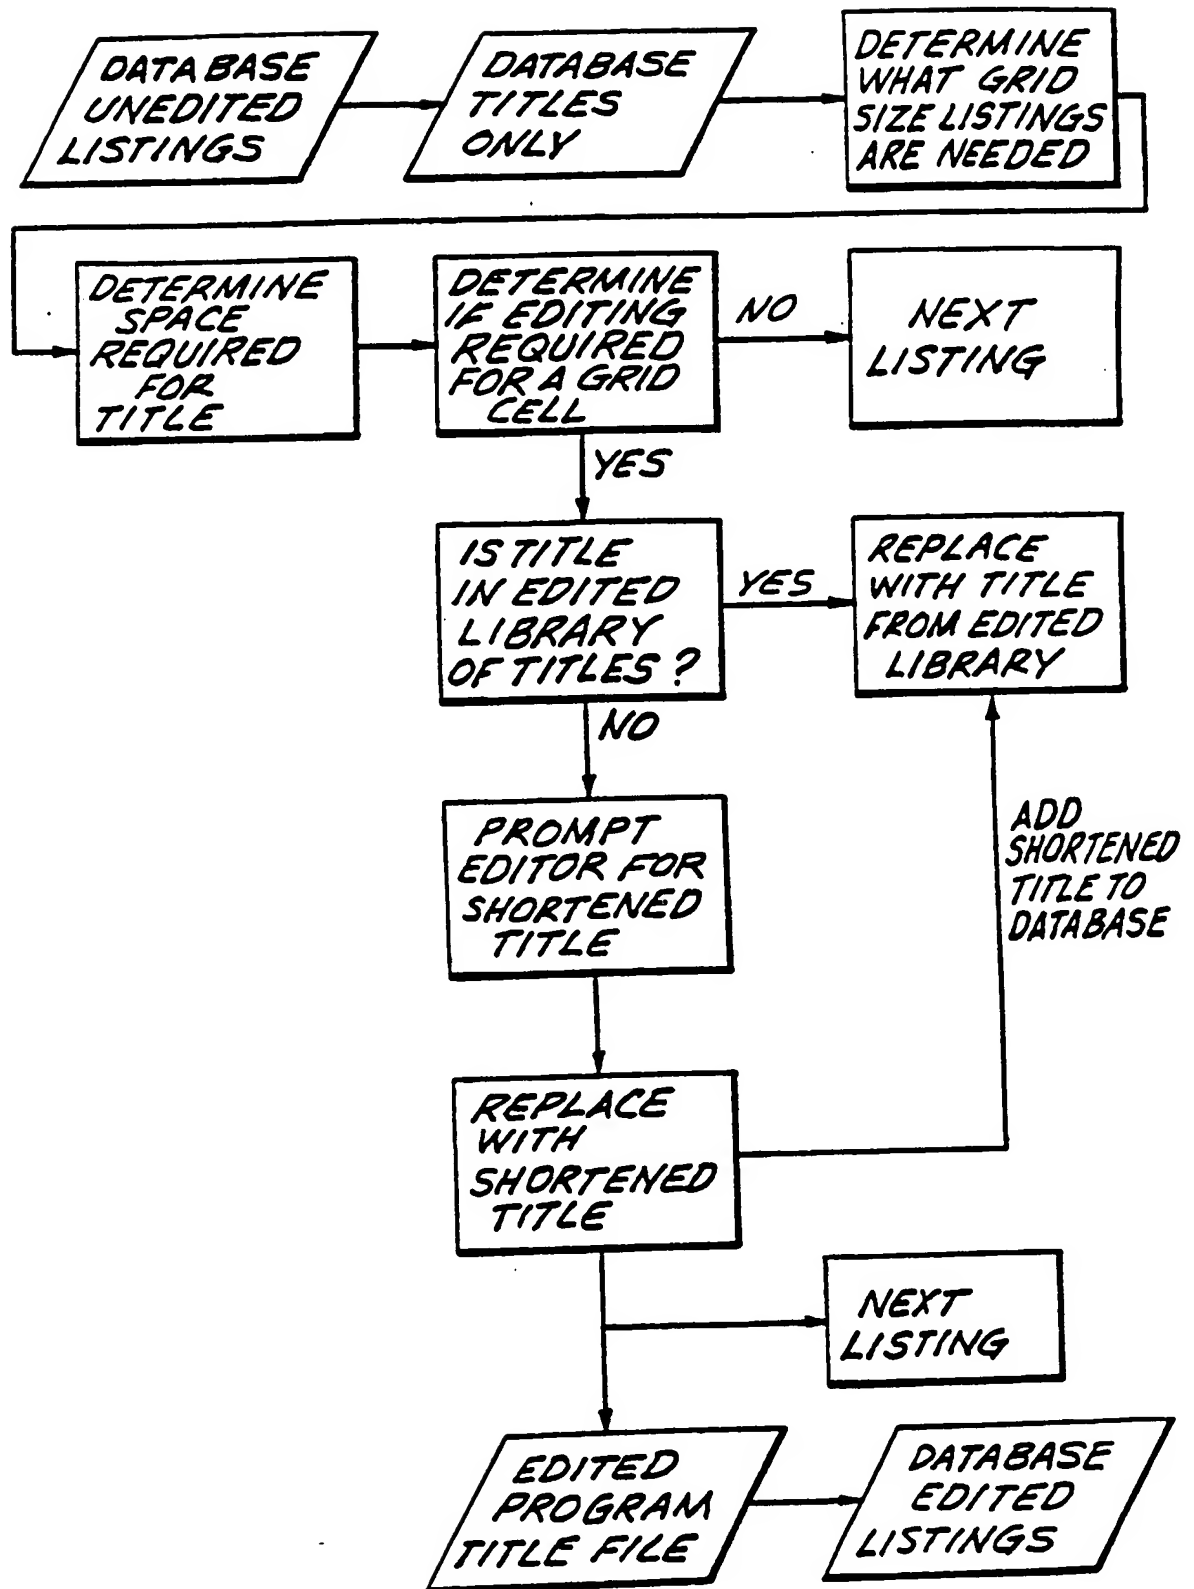 DATABASE
UNEDITED
LISTINGS
DATABASE
TITLES
ONLY
DETERMINE
WHAT GRID
SIZE LISTINGS
ARE NEEDED
DETERMINE
SPACE
REQUIRED
FOR
TITLE
DETERMINE
IF EDITING
REQUIRED
FOR A GRID
CELL
NO
NEXT
LISTING
YES
IS TITLE
IN EDITED
LIBRARY
OF TITLES ?
YES
REPLACE
WITH TITLE
FROM EDITED
LIBRARY
NO
PROMPT
EDITOR FOR
SHORTENED
TITLE
ADD
SHORTENED
TITLE TO
DATABASE
REPLACE
WITH
SHORTENED
TITLE
NEXT
LISTING
EDITED
PROGRAM
TITLE FILE
DATABASE
EDITED
LISTINGS